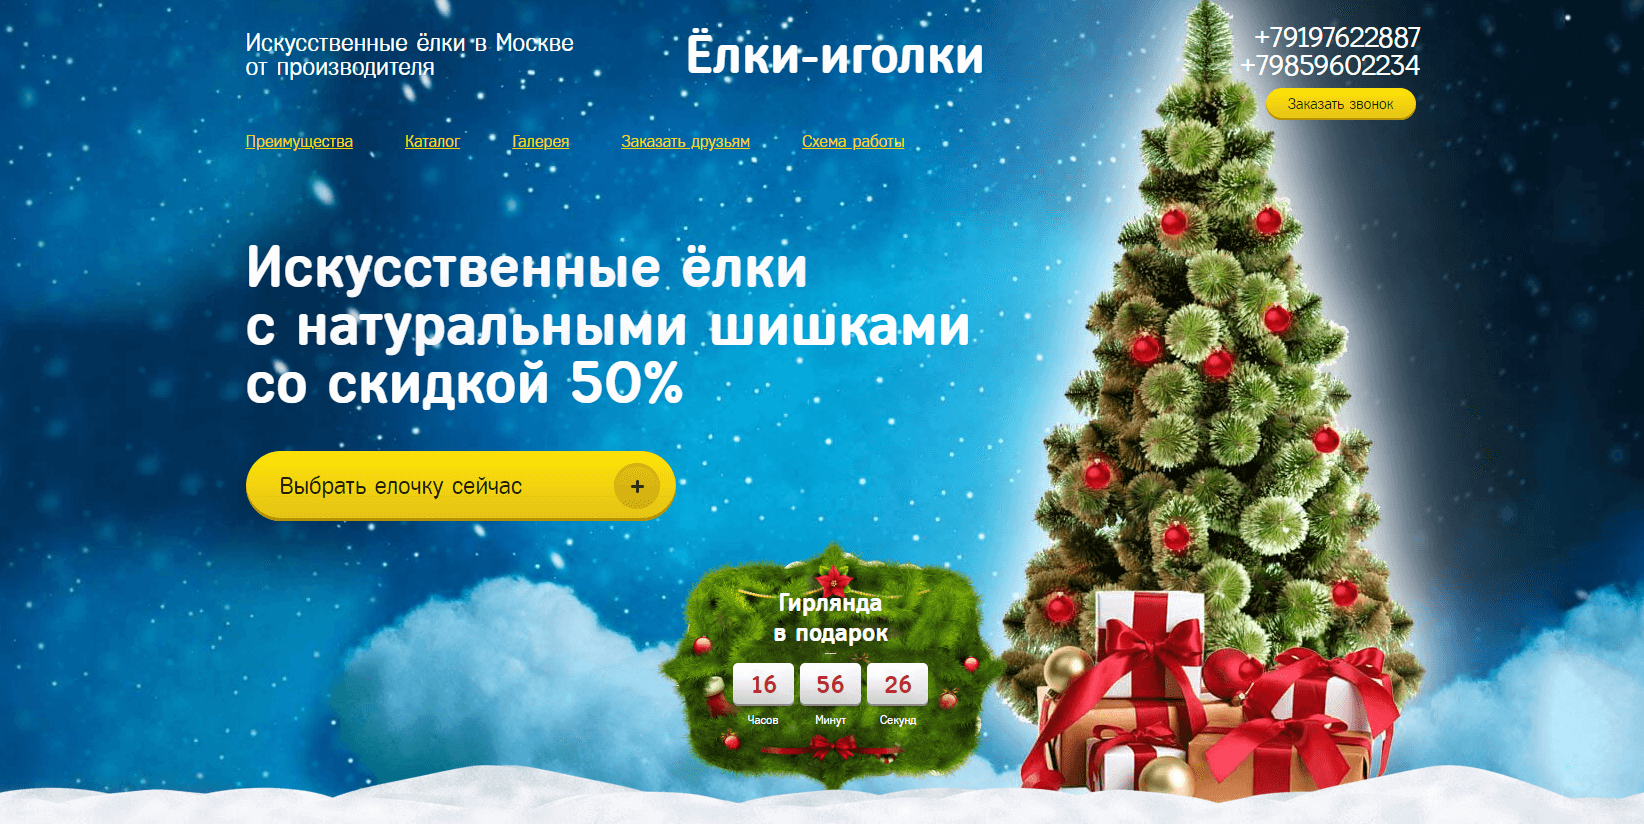 Искусственные ёлки в Москве
от производителя
Ёлки-иголки
+79197622887
+79859602234
Заказать звонок
Преимущества
Каталог
Галерея
Заказать друзьям
Схема работы
Искусственные ёлки
с натуральными шишками
со скидкой 50%
Выбрать елочку сейчас
+
Гирлянда
в подарок
16 56 26
Часов Минут Секунд